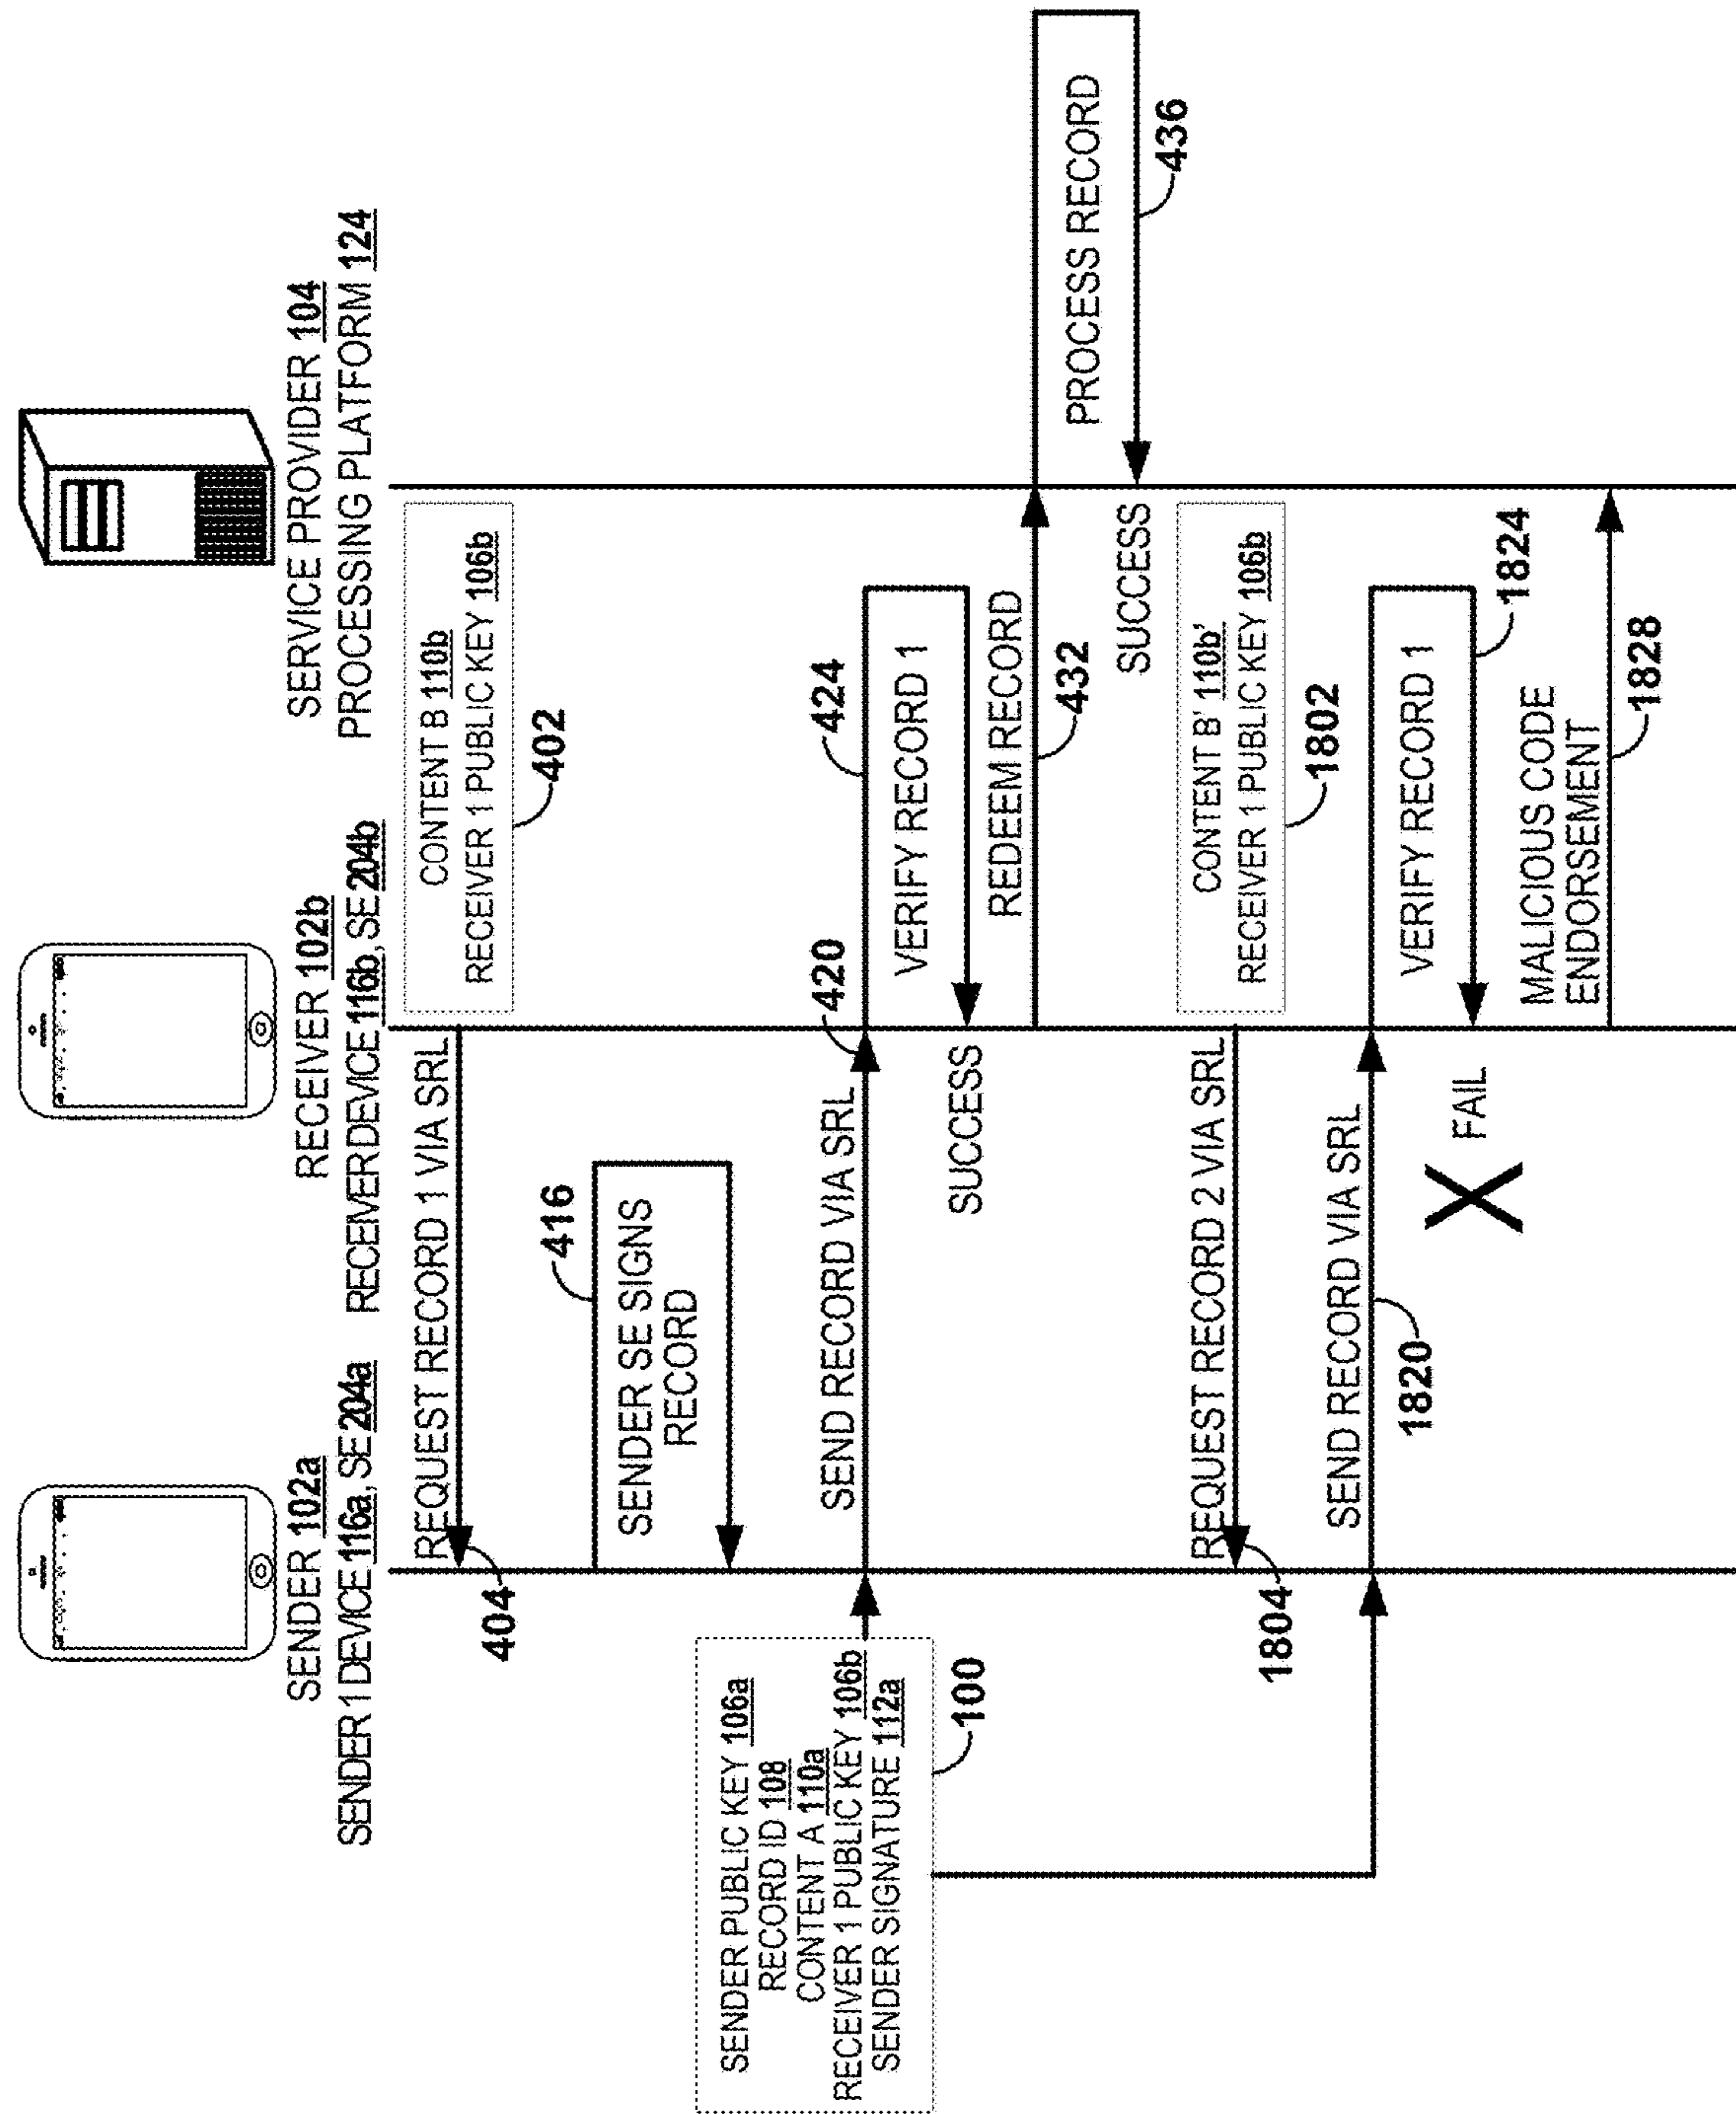 SENDER 102a
SENDER 1 DEVICE 116a, SE 204a
RECEIVER 102b
RECEIVER DEVICE 116b, SE 204b
SERVICE PROVIDER 104
PROCESSING PLATFORM 124
CONTENT B 110b
RECEIVER 1 PUBLIC KEY 106b
402
REQUEST RECORD 1 VIA SRL
404
416
SENDER SE SIGNS
RECORD
SENDER PUBLIC KEY 106a
RECORD ID 108
CONTENT A 110a
RECEIVER 1 PUBLIC KEY 106b
SENDER SIGNATURE 112a
100
SEND RECORD VIA SRL
420
424
VERIFY RECORD 1
SUCCESS
REDEEM RECORD
432
PROCESS RECORD
436
SUCCESS
CONTENT B' 110b'
RECEIVER 1 PUBLIC KEY 106b
1802
REQUEST RECORD 2 VIA SRL
1804
SEND RECORD VIA SRL
1820
VERIFY RECORD 1
1824
X FAIL
MALICIOUS CODE
ENDORSEMENT
1828